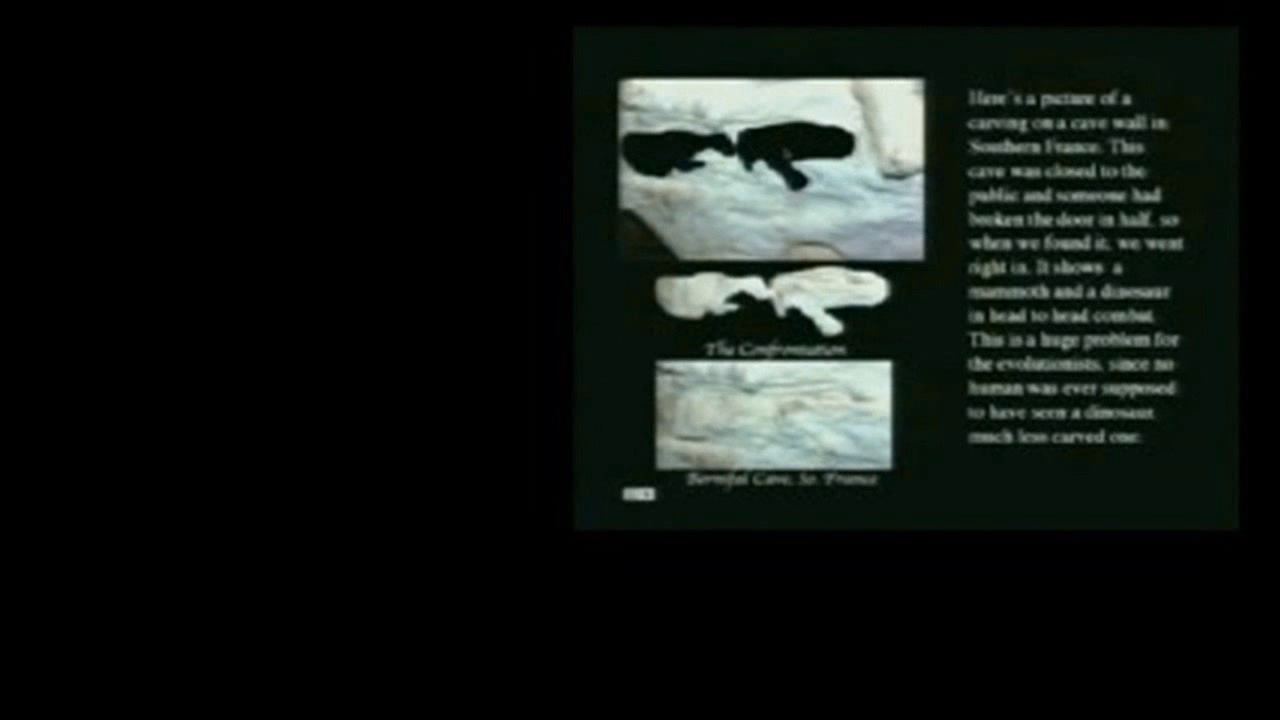 Here's a picture of a
carving on a cave wall in
Southern France. This
cave was closed to the
public and someone had
broken the door in half, so
when we found it, we went
right in. It shows a
mammoth and a dinosaur
in head to head combat.
This is a huge problem for
the evolutionists, since no
human was ever supposed
to have seen a dinosaur
much less carved one.
The Confrontation
Bernifal Cave, So. France